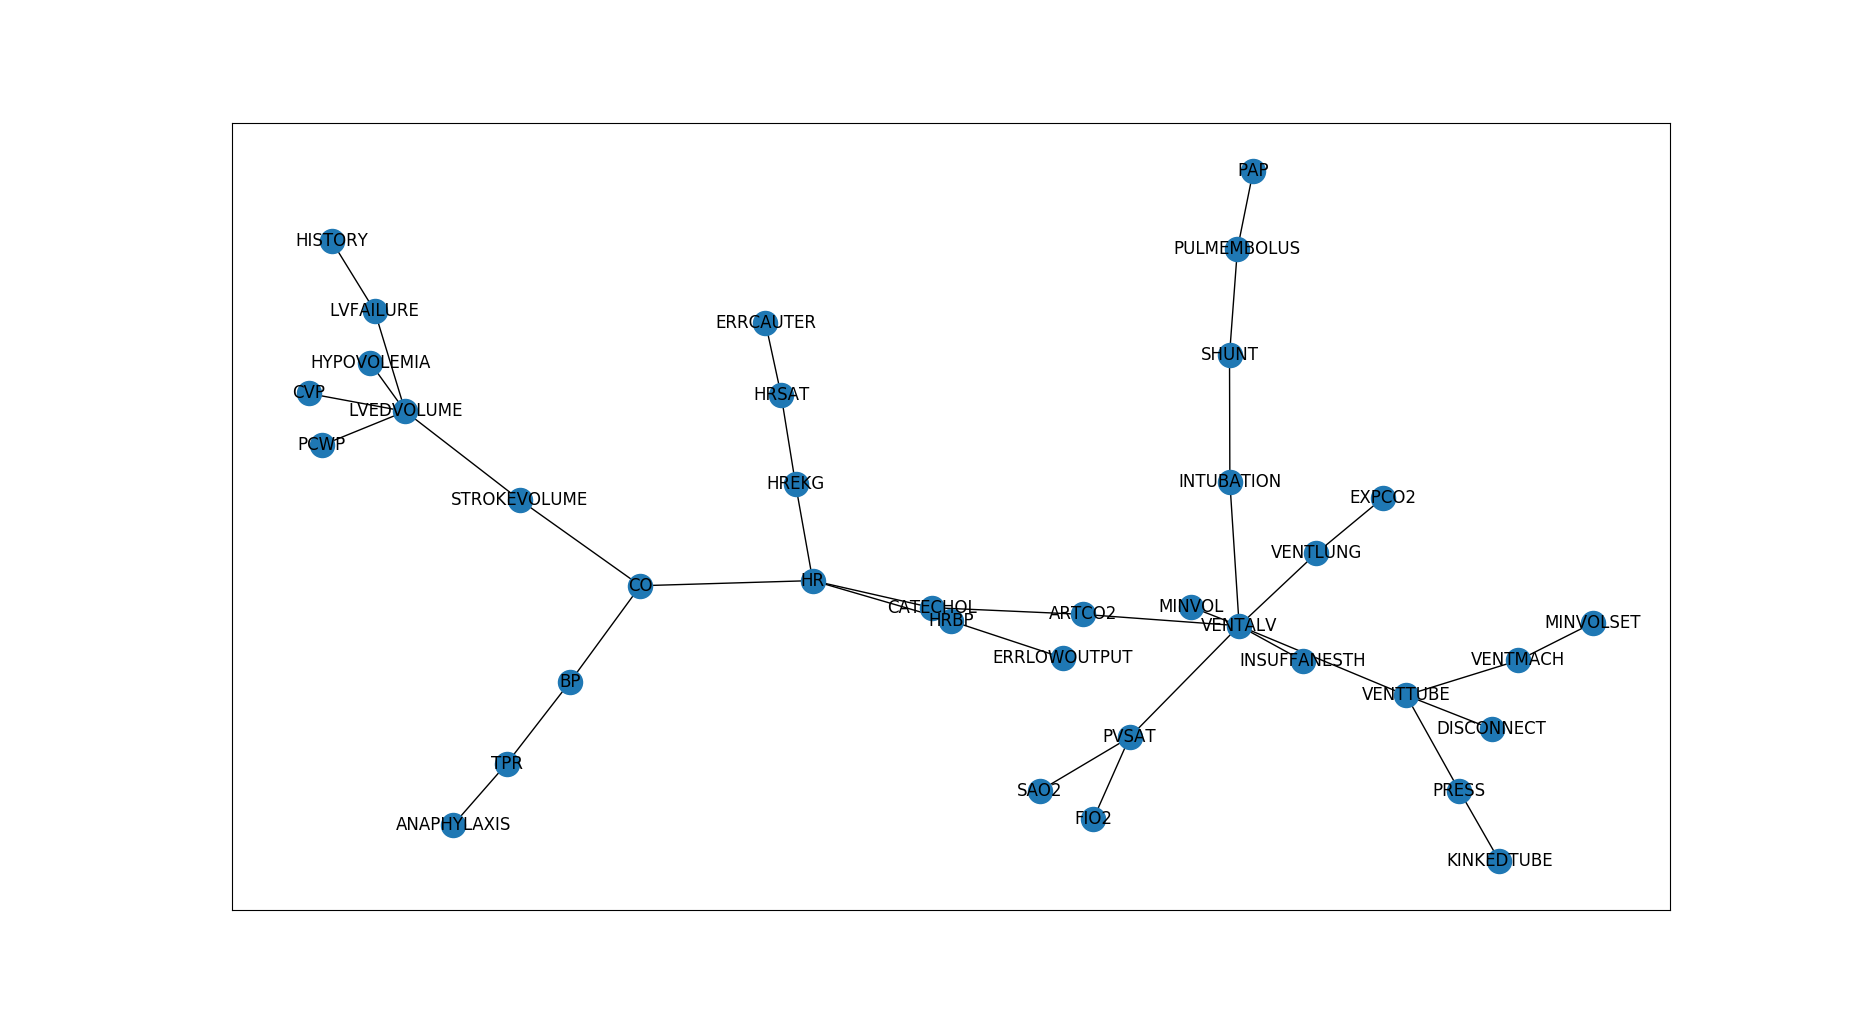 PAP
HISTORY
PULMEMBOLUS
LVFAILURE
ERRCAUTER
SHUNT
HYPOVOLEMIA
CVP
HRSAT
LVEDVOLUME
PCWP
HREKG
INTUBATION
EXPCO2
STROKEVOLUME
VENTLUNG
HR
CO
CATECHOL
MINVOL
ARTCO2
HRBP
MINVOLSET
VENTALV
ERRLOWOUTPUT
INSUFFANESTH
VENTMACH
BP
VENTTUBE
DISCONNECT
PVSAT
TPR
SAO2
PRESS
FIO2
ANAPHYLAXIS
KINKEDTUBE